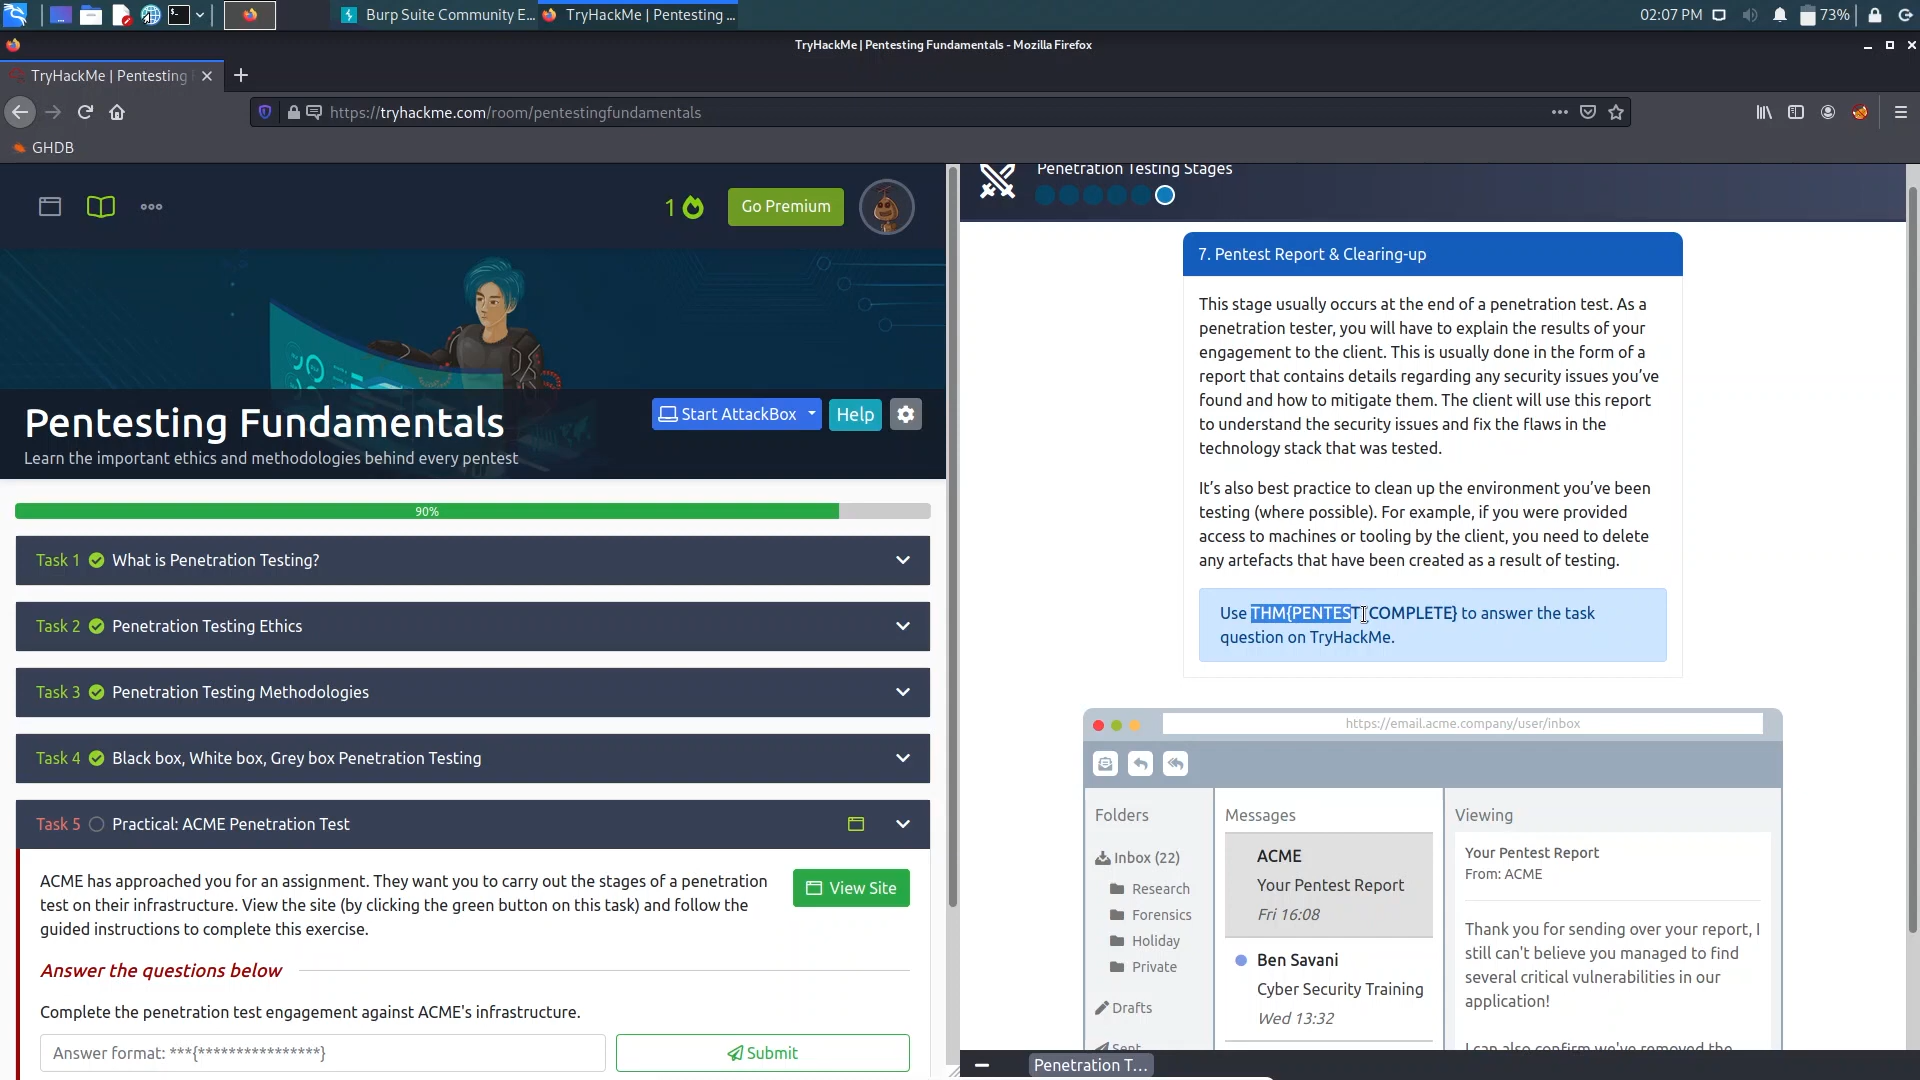 Burp Suite Community E...
TryHackMe | Pentesting ...
02:07 PM
73%
TryHackMe | Pentesting Fundamentals - Mozilla Firefox
TryHackMe | Pentesting
https://tryhackme.com/room/pentestingfundamentals
GHDB
1
Go Premium
Pentesting Fundamentals
Learn the important ethics and methodologies behind every pentest
Start AttackBox
Help
90%
Task 1 What is Penetration Testing?
Task 2 Penetration Testing Ethics
Task 3 Penetration Testing Methodologies
Task 4 Black box, White box, Grey box Penetration Testing
Task 5 Practical: ACME Penetration Test
ACME has approached you for an assignment. They want you to carry out the stages of a penetration
test on their infrastructure. View the site (by clicking the green button on this task) and follow the
guided instructions to complete this exercise.
View Site
Answer the questions below
Complete the penetration test engagement against ACME's infrastructure.
Answer format: ***{****************}
Submit
Penetration Testing Stages
7. Pentest Report & Clearing-up
This stage usually occurs at the end of a penetration test. As a
penetration tester, you will have to explain the results of your
engagement to the client. This is usually done in the form of a
report that contains details regarding any security issues you’ve
found and how to mitigate them. The client will use this report
to understand the security issues and fix the flaws in the
technology stack that was tested.
It’s also best practice to clean up the environment you’ve been
testing (where possible). For example, if you were provided
access to machines or tooling by the client, you need to delete
any artefacts that have been created as a result of testing.
Use THM{PENTEST_COMPLETE} to answer the task
question on TryHackMe.
https://email.acme.company/user/inbox
Folders
Inbox (22)
Research
Forensics
Holiday
Private
Drafts
Sent
Messages
ACME
Your Pentest Report
Fri 16:08
Ben Savani
Cyber Security Training
Wed 13:32
Viewing
Your Pentest Report
From: ACME
Thank you for sending over your report, I
still can't believe you managed to find
several critical vulnerabilities in our
application!
I can also confirm we've removed the
Penetration T...